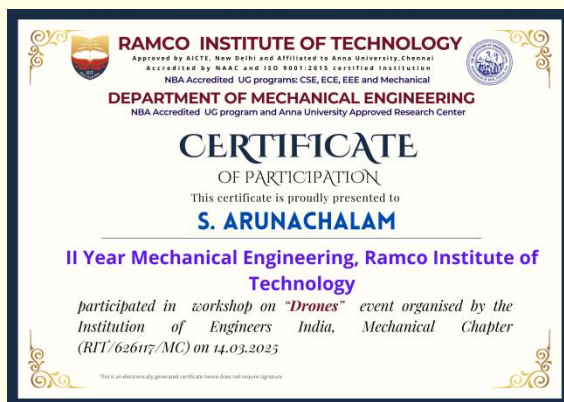 RAMCO INSTITUTE OF TECHNOLOGY
Approved by AICTE, New Delhi and Affiliated to Anna University,Chennai
Accredited by NAAC and ISO 9001:2015 certified Institution
NBA Accredited UG programs: CSE, ECE, EEE and Mechanical
DEPARTMENT OF MECHANICAL ENGINEERING
NBA Accredited UG program and Anna University Approved Research Center
CERTIFICATE
OF PARTICIPATION
This certificate is proudly presented to
S. ARUNACHALAM
II Year Mechanical Engineering, Ramco Institute of
Technology
participated in workshop on “Drones” event organised by the
Institution of Engineers India, Mechanical Chapter
(RIT/626117/MC) on 14.03.2025
This is an electronically generated certificate hence does not require signature